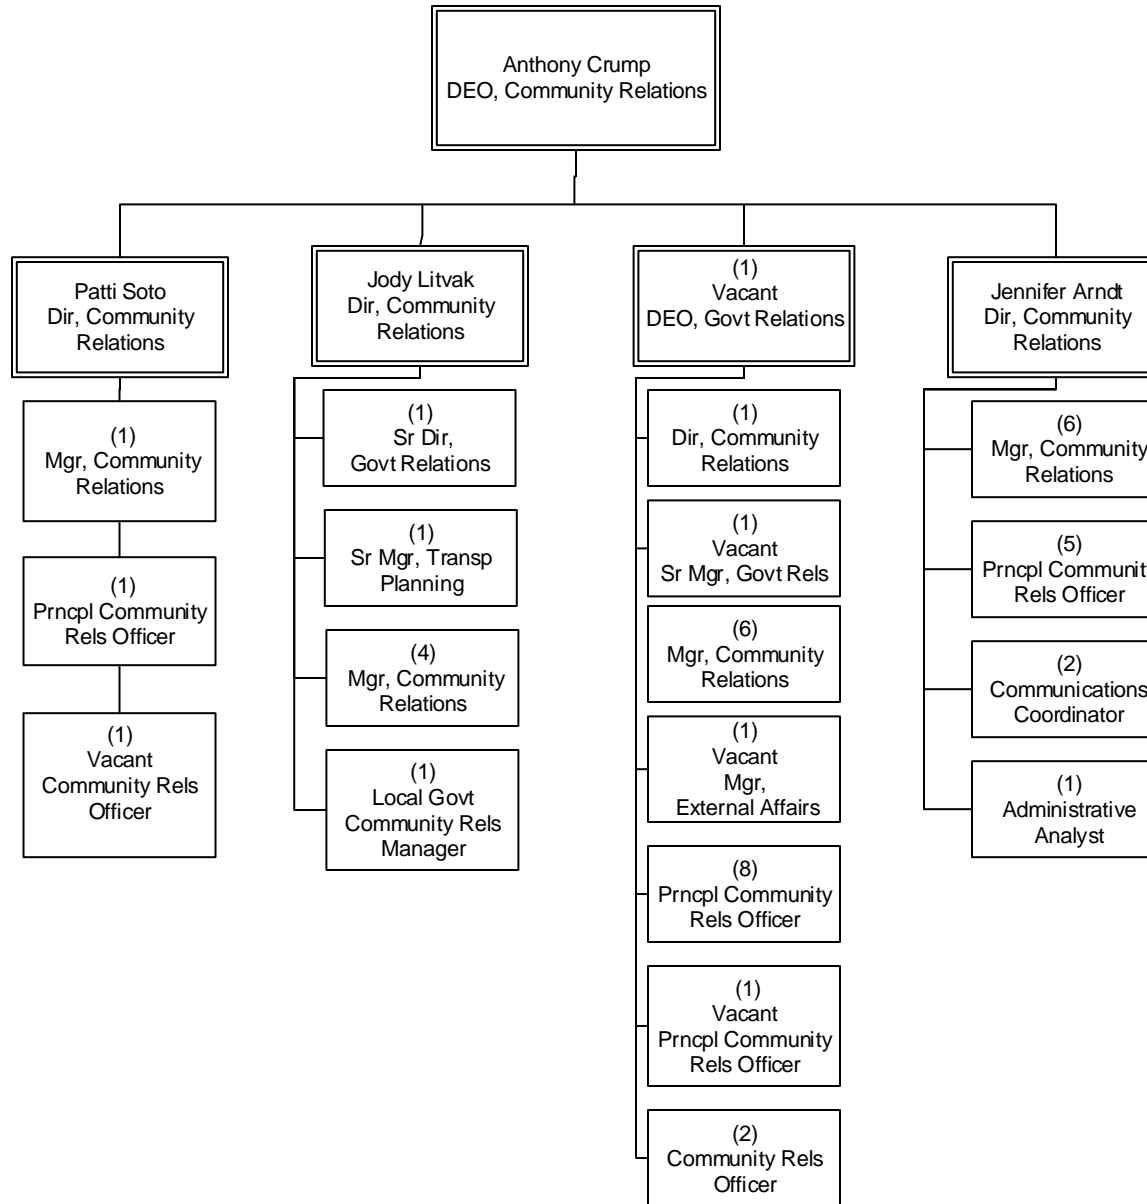 Anthony Crump
DEO, Community Relations
Patti Soto
Dir, Community
Relations
(1)
Mgr, Community
Relations
(1)
Prncpl Community
Rels Officer
(1)
Vacant
Community Rels
Officer
Jody Litvak
Dir, Community
Relations
(1)
Sr Dir,
Govt Relations
(1)
Sr Mgr, Transp
Planning
(4)
Mgr, Community
Relations
(1)
Local Govt
Community Rels
Manager
(1)
Vacant
DEO, Govt Relations
(1)
Dir, Community
Relations
(1)
Vacant
Sr Mgr, Govt Rels
(6)
Mgr, Community
Relations
(1)
Vacant
Mgr,
External Affairs
(8)
Prncpl Community
Rels Officer
(1)
Vacant
Prncpl Community
Rels Officer
(2)
Community Rels
Officer
Jennifer Arndt
Dir, Community
Relations
(6)
Mgr, Community
Relations
(5)
Prncpl Community
Rels Officer
(2)
Communications
Coordinator
(1)
Administrative
Analyst